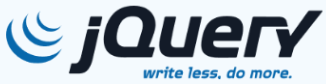 jQuery
write less, do more.